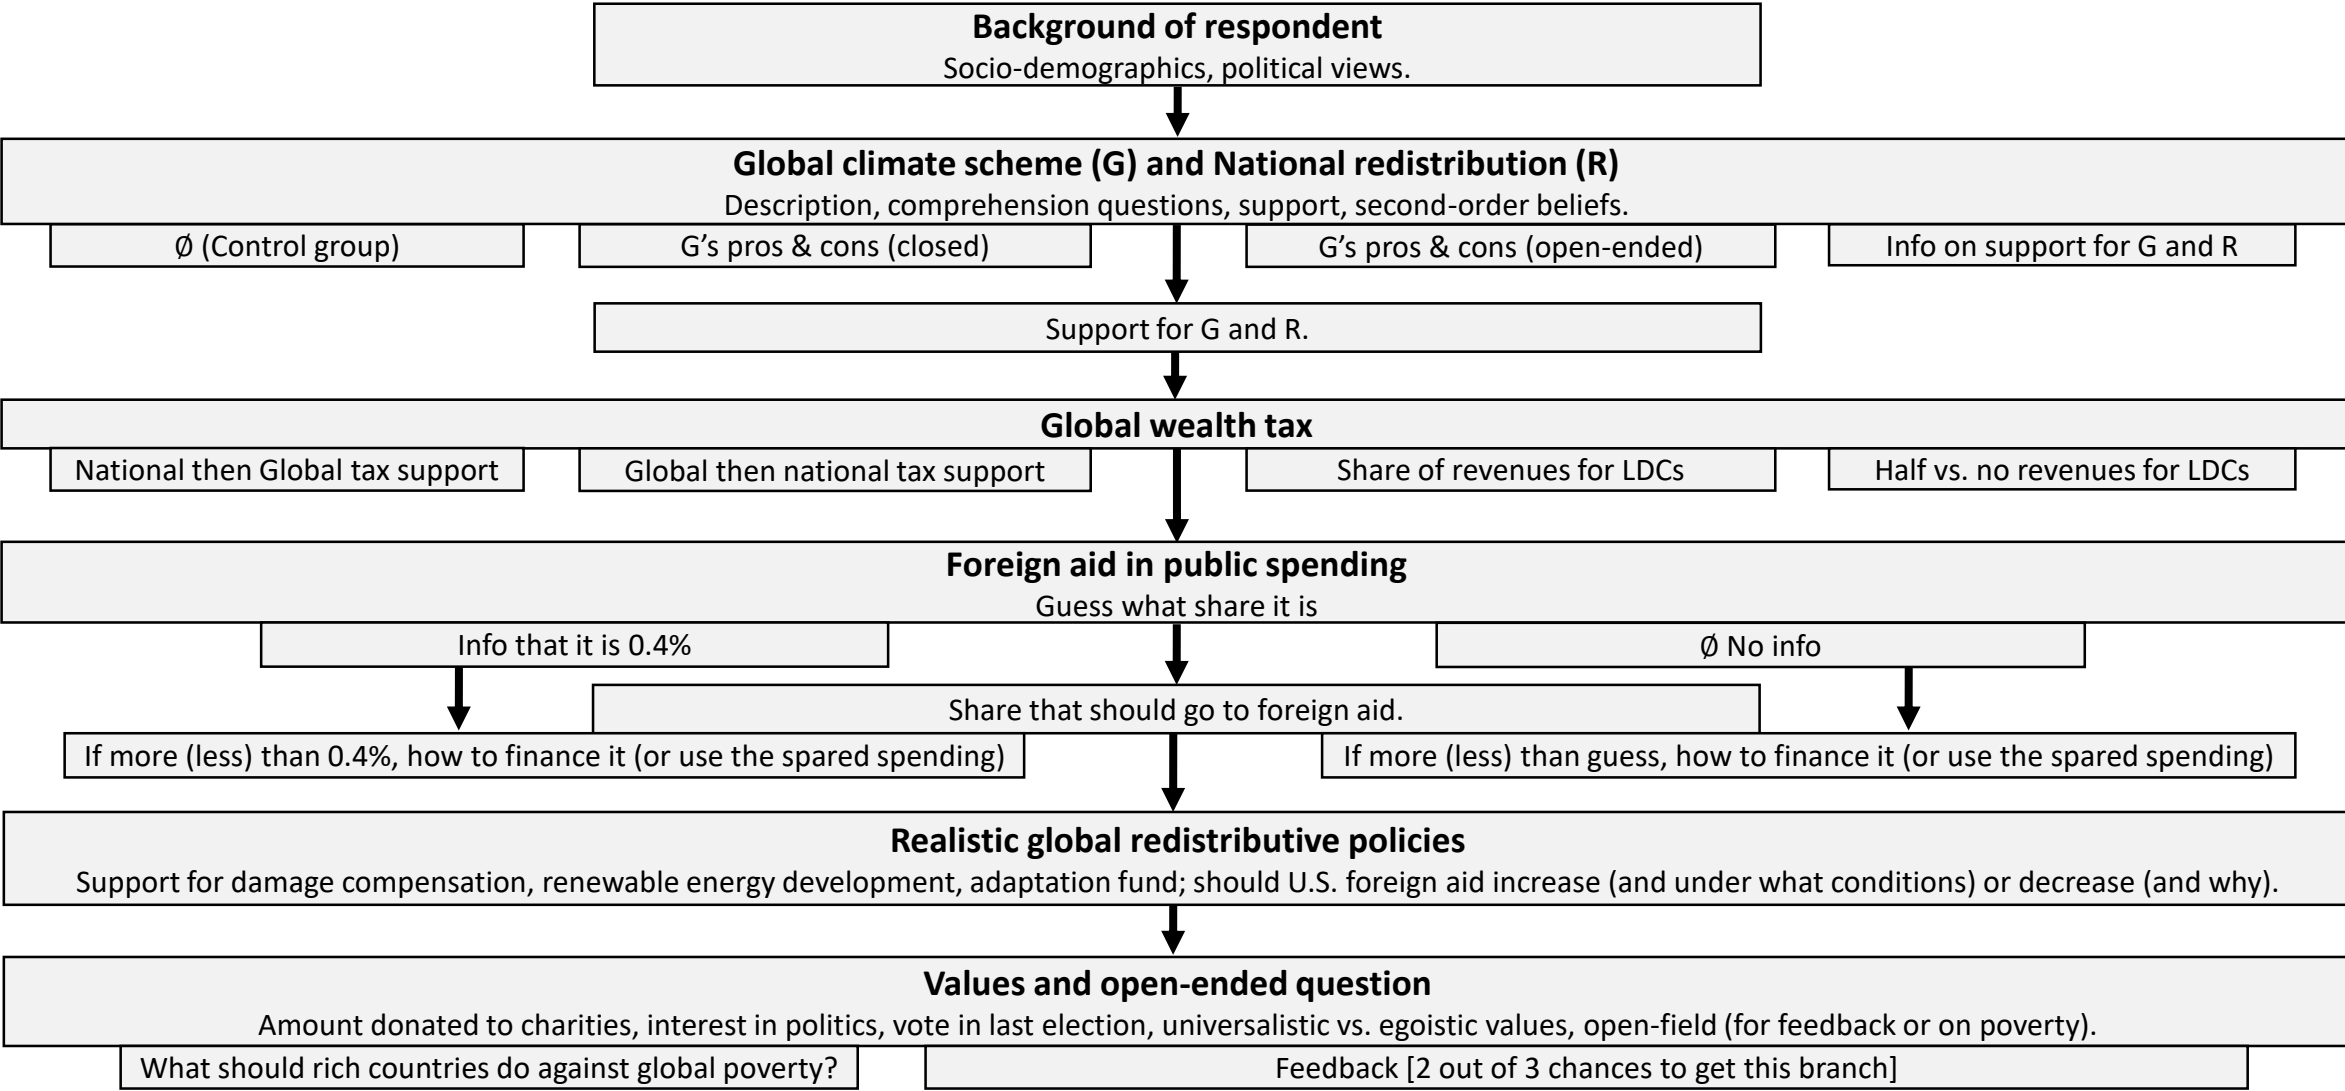 Background of respondent
Socio-demographics, political views.
Global climate scheme (G) and National redistribution (R)
Description, comprehension questions, support, second-order beliefs.
Ø (Control group)
G’s pros & cons (closed)
G’s pros & cons (open-ended)
Info on support for G and R
Support for G and R.
Global wealth tax
National then Global tax support
Global then national tax support
Share of revenues for LDCs
Half vs. no revenues for LDCs
Foreign aid in public spending
Guess what share it is
Info that it is 0.4%
Ø No info
Share that should go to foreign aid.
If more (less) than 0.4%, how to finance it (or use the spared spending)
If more (less) than guess, how to finance it (or use the spared spending)
Realistic global redistributive policies
Support for damage compensation, renewable energy development, adaptation fund; should U.S. foreign aid increase (and under what conditions) or decrease (and why).
Values and open-ended question
Amount donated to charities, interest in politics, vote in last election, universalistic vs. egoistic values, open-field (for feedback or on poverty).
What should rich countries do against global poverty?
Feedback [2 out of 3 chances to get this branch]